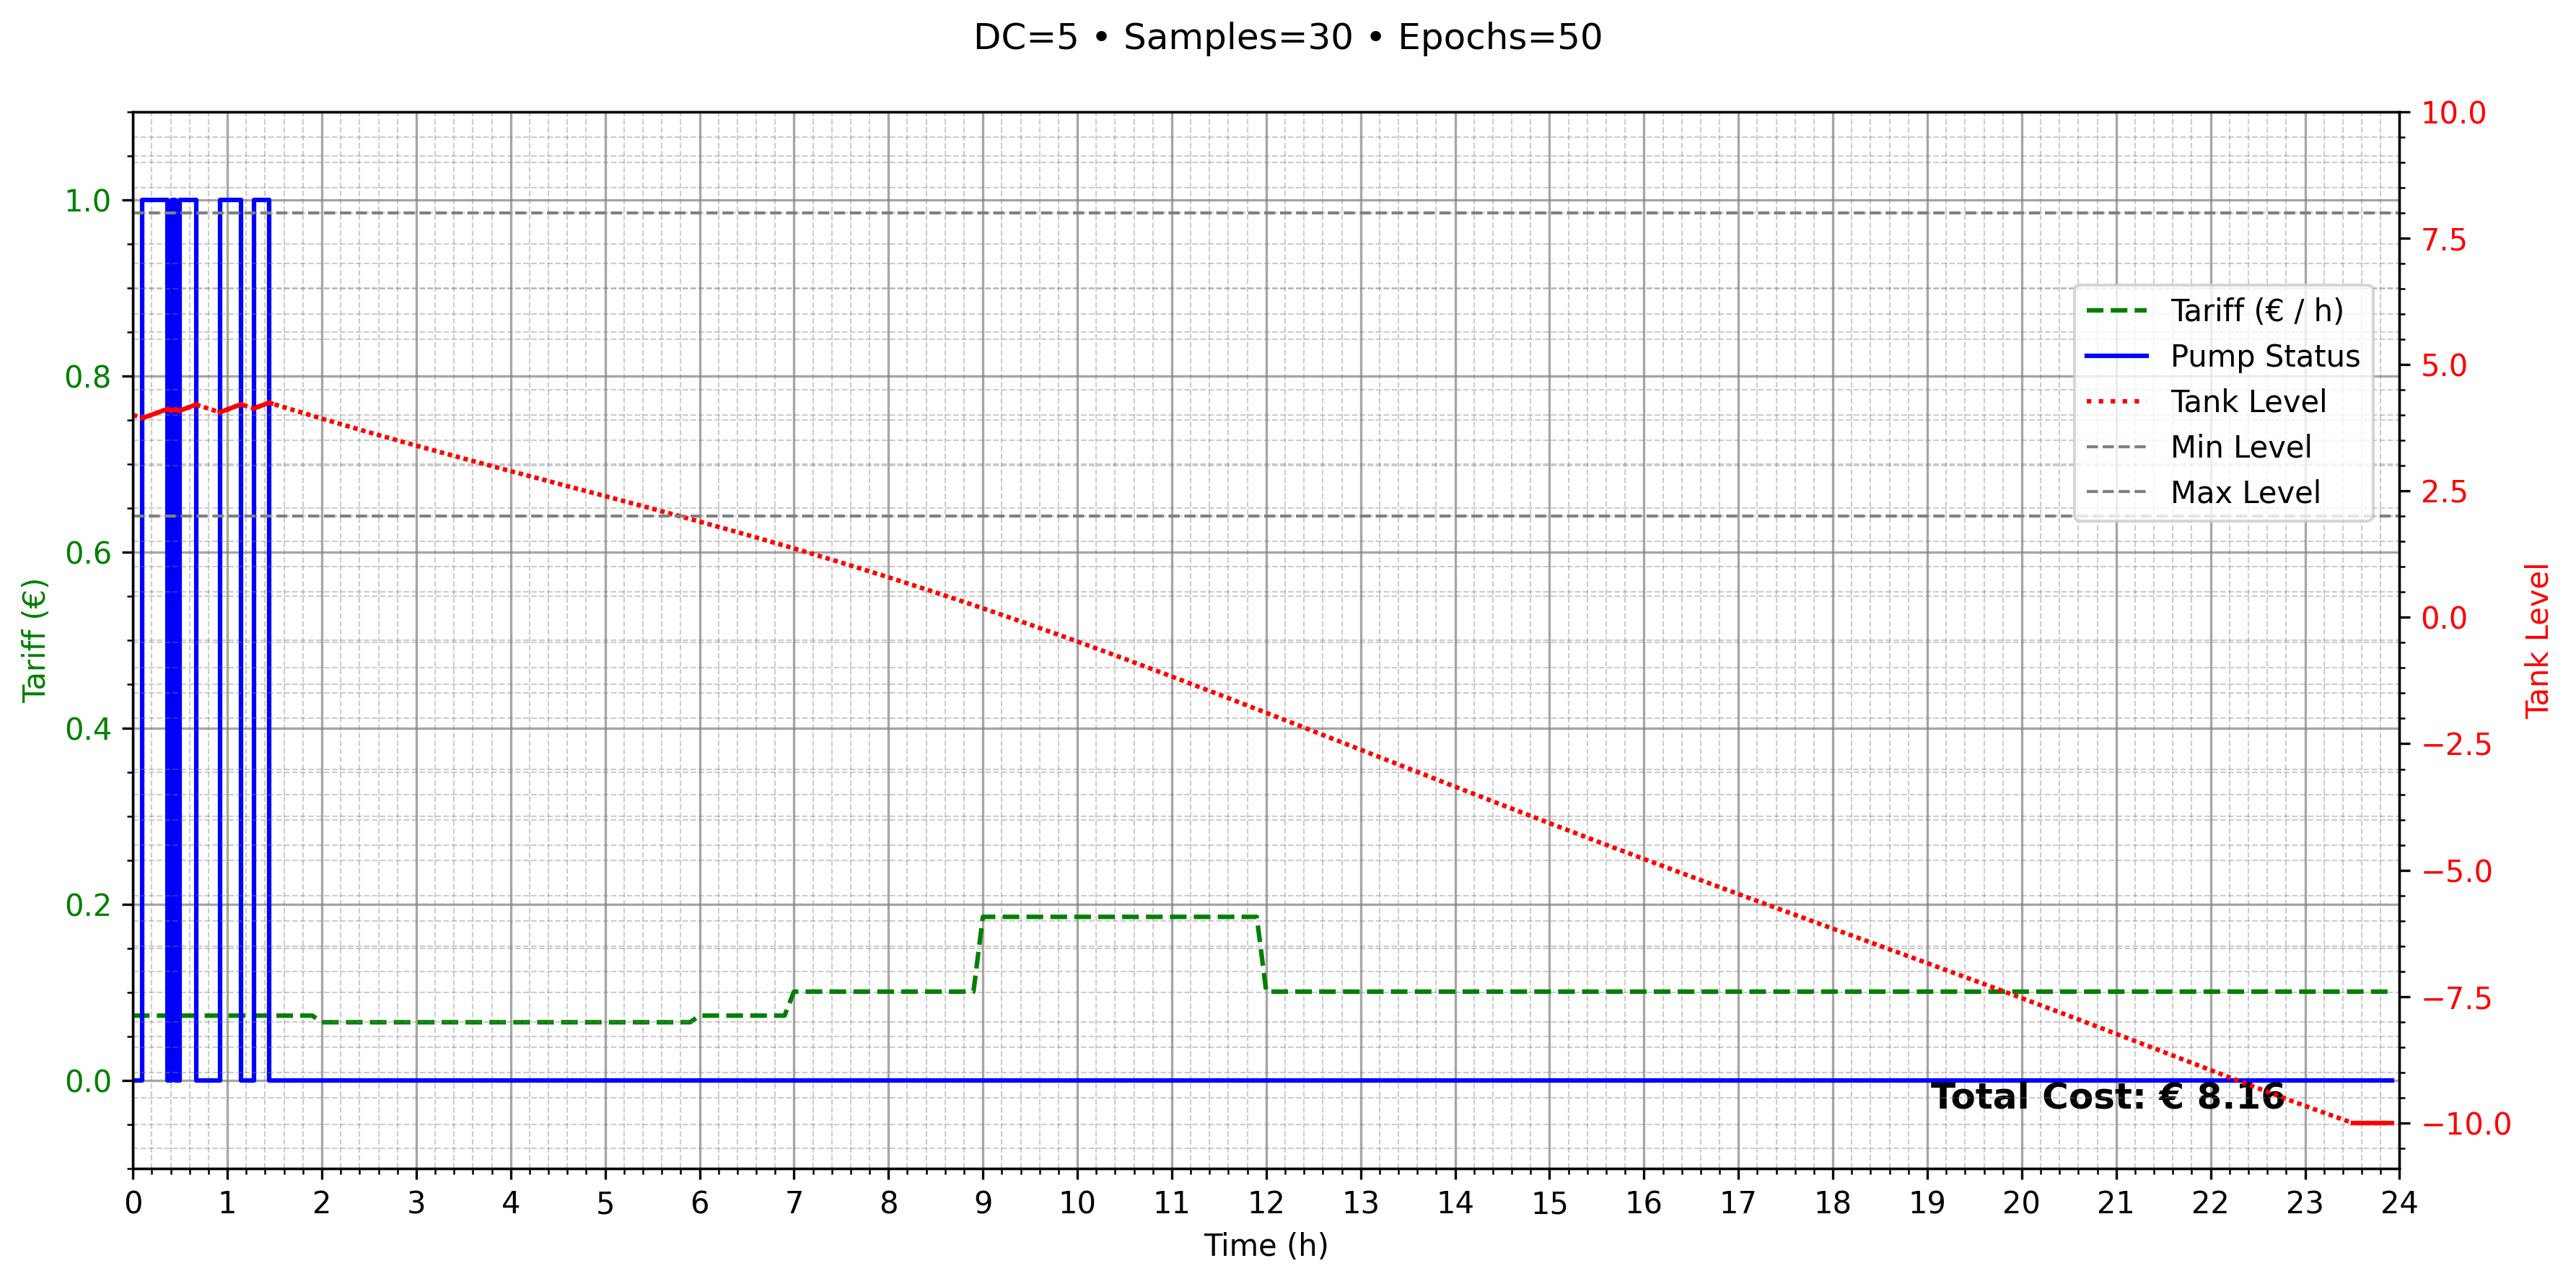 DC=5 • Samples=30 • Epochs=50
1.0
0.8
0.6
0.4
0.2
0.0
Tariff (€)
10.0
7.5
5.0
2.5
0.0
−2.5
−5.0
−7.5
−10.0
Tank Level
Tariff (€ / h)
Pump Status
Tank Level
Min Level
Max Level
Total Cost: € 8.16
0 1 2 3 4 5 6 7 8 9 10 11 12 13 14 15 16 17 18 19 20 21 22 23 24
Time (h)